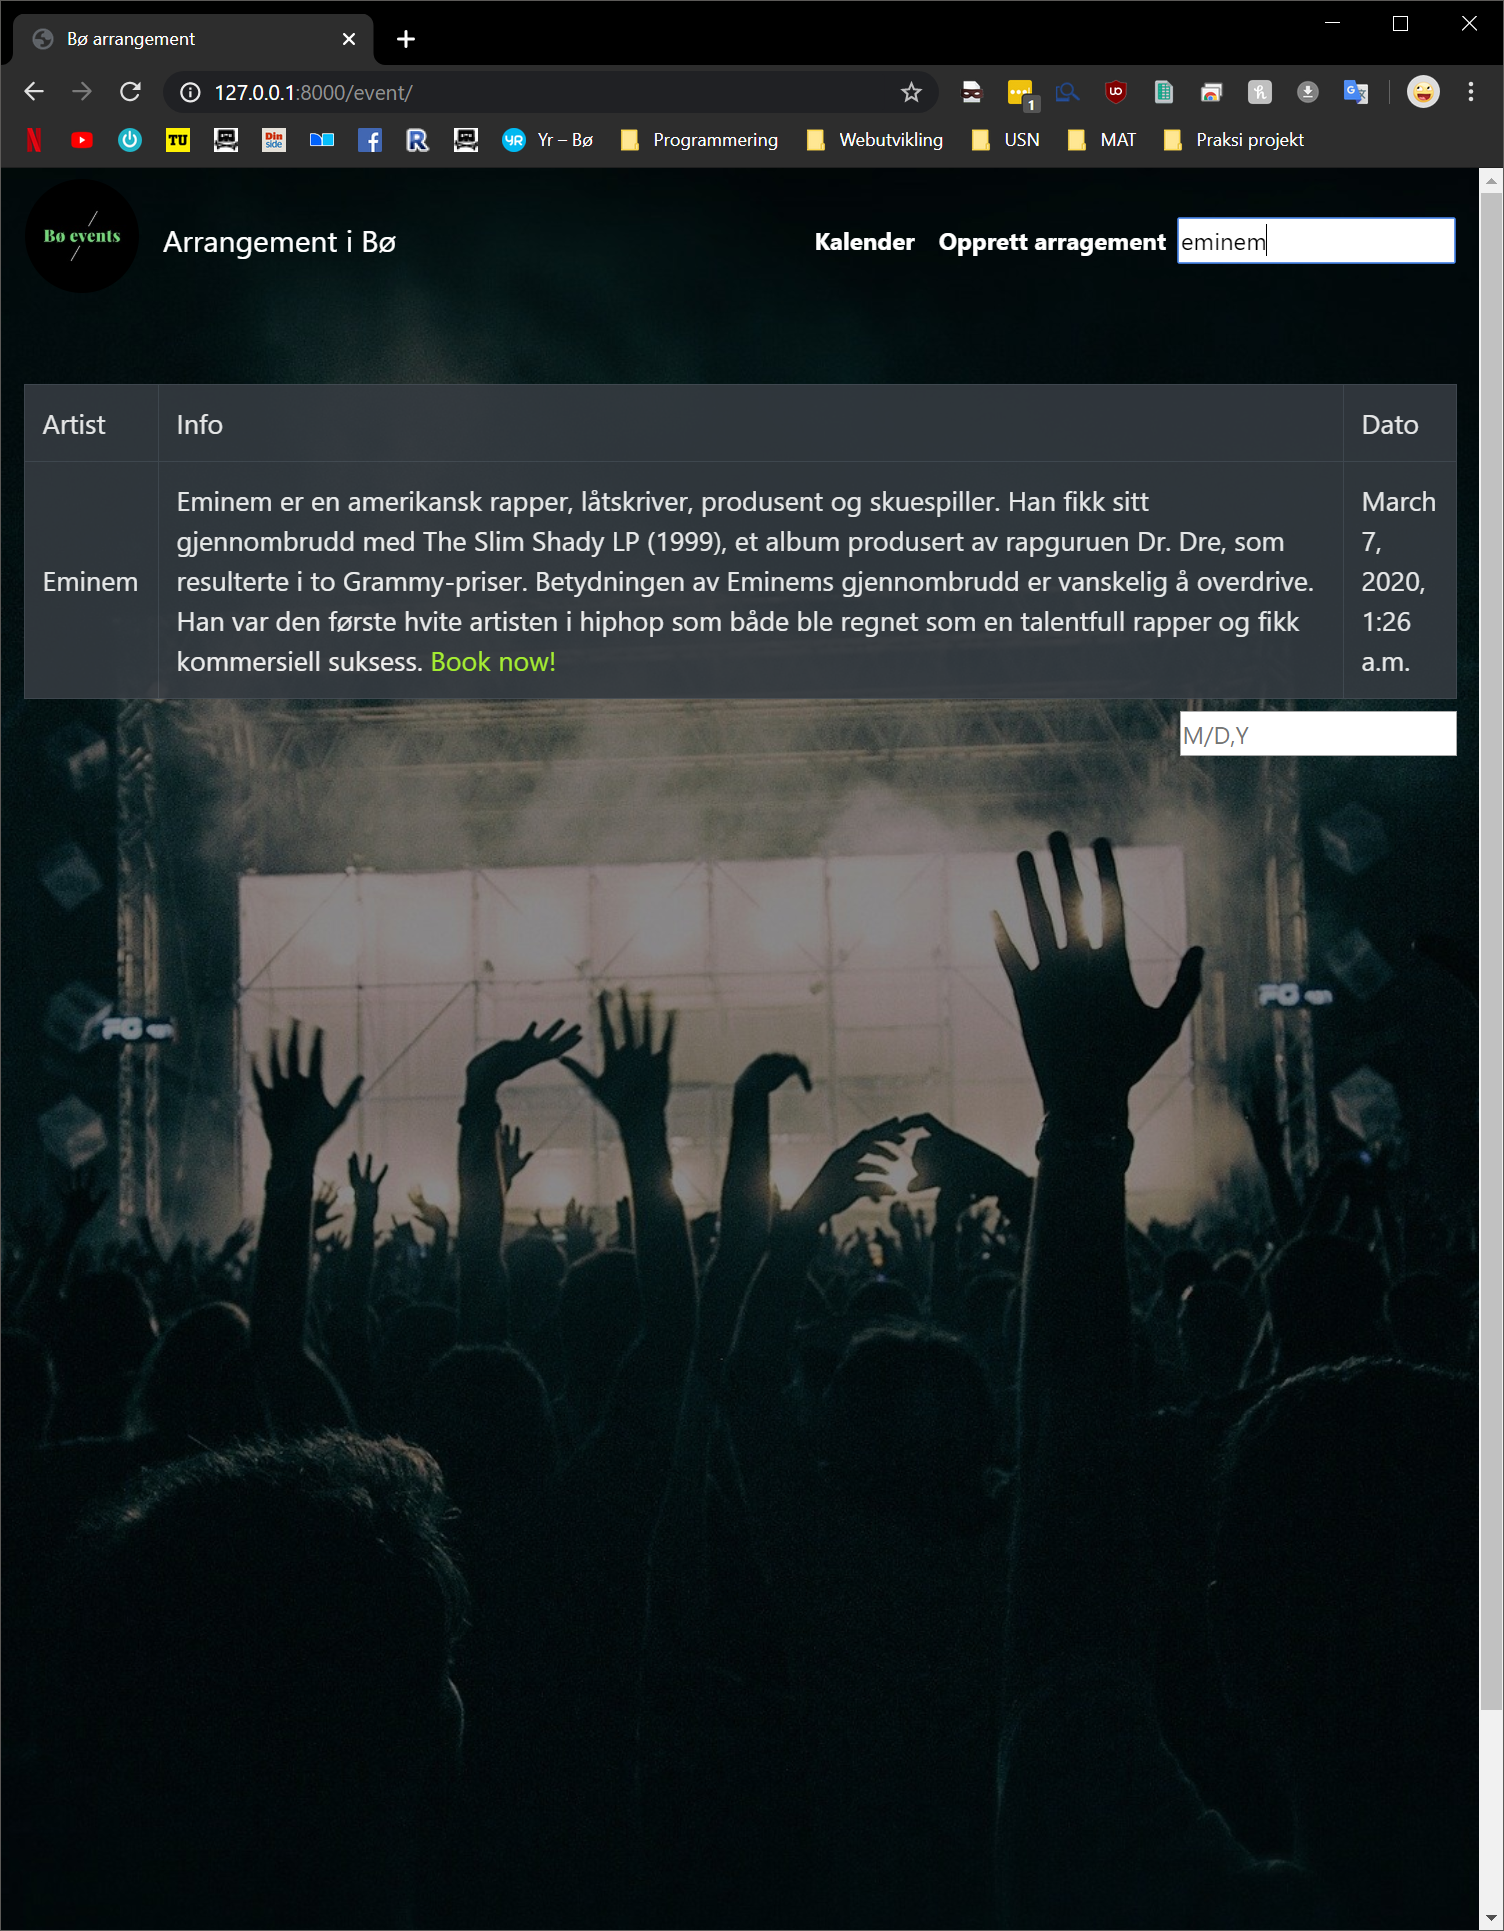 Bø arrangement
127.0.0.1:8000/event/
1
TU
Din side
YR
Yr – Bø
Programmering
Webutvikling
USN
MAT
Praksi projekt
Bø events
Arrangement i Bø
Kalender
Opprett arragement
eminem
Artist
Info
Dato
Eminem
Eminem er en amerikansk rapper, låtskriver, produsent og skuespiller. Han fikk sitt
gjennombrudd med The Slim Shady LP (1999), et album produsert av rapguruen Dr. Dre, som
resulterte i to Grammy-priser. Betydningen av Eminems gjennombrudd er vanskelig å overdrive.
Han var den første hvite artisten i hiphop som både ble regnet som en talentfull rapper og fikk
kommersiell suksess. Book now!
March
7,
2020,
1:26
a.m.
M/D,Y